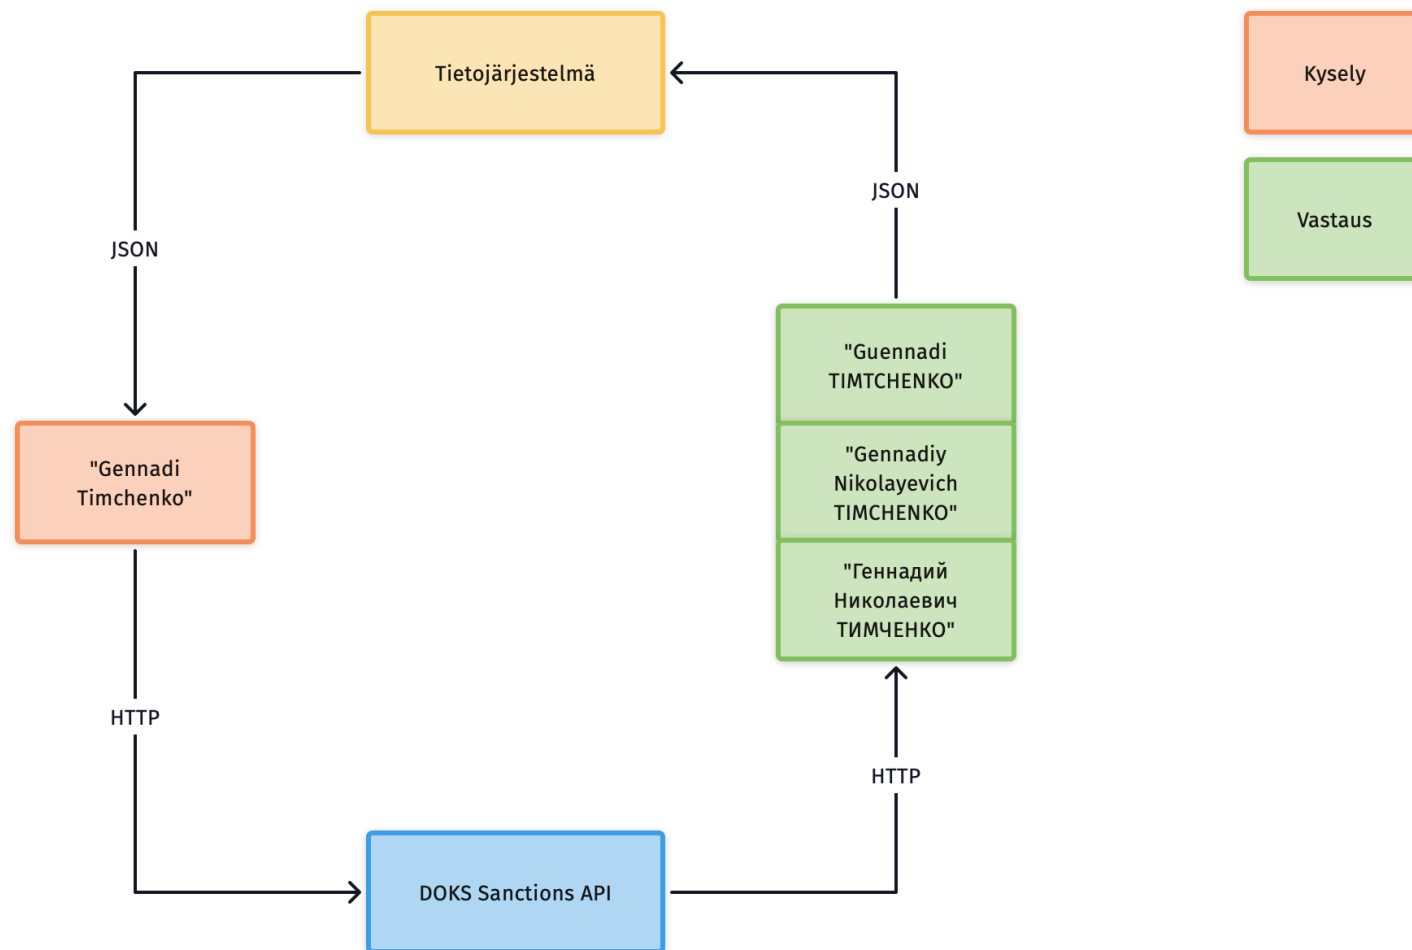 Tietojärjestelmä
Kysely
JSON
Vastaus
JSON
"Guennadi
TIMTCHENKO"
"Gennadi
Timchenko"
"Gennadiy
Nikolayevich
TIMCHENKO"
"Геннадий
Николаевич
ТИМЧЕНКО"
HTTP
HTTP
DOKS Sanctions API